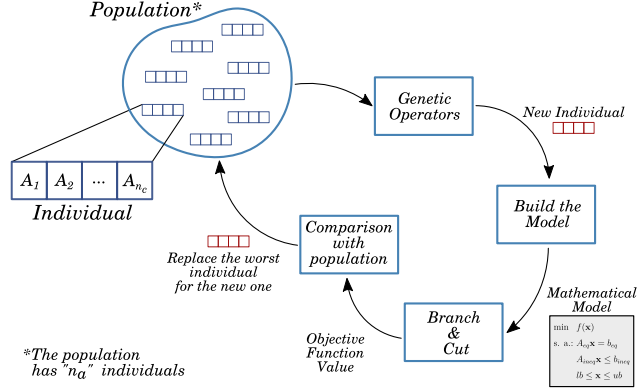 Population*
Genetic
Operators
New Individual
A1 A2 ... Anc
Individual
Build the
Model
Comparison
with
population
Replace the worst
individual
for the new one
Mathematical
Model
min f(x)
s. a.: Aeqx = beq
Aineqx ≤ bineq
lb ≤ x ≤ ub
Branch
&
Cut
Objective
Function
Value
*The population
has "na" individuals